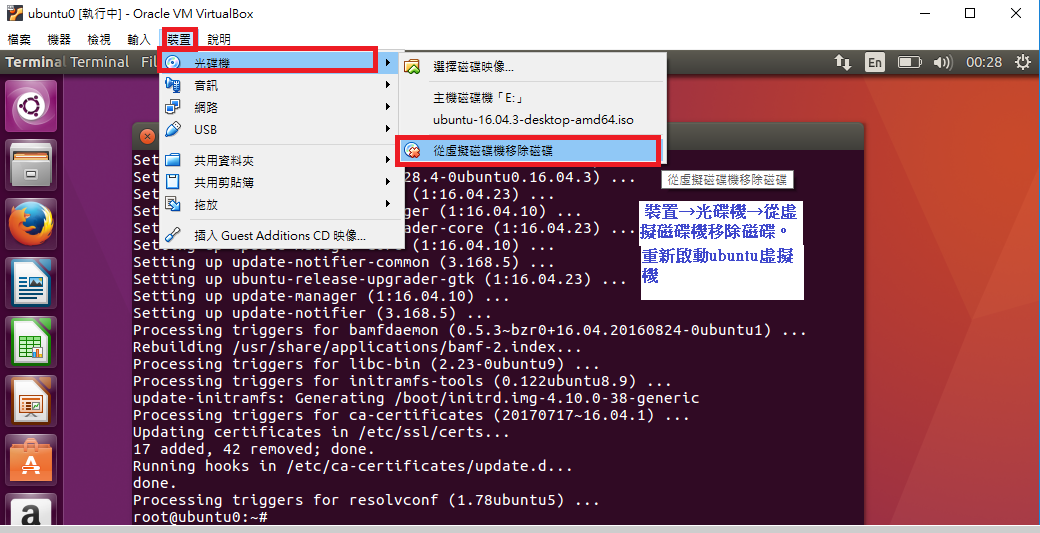 ubuntu0 [執行中] - Oracle VM VirtualBox
檔案 機器 檢視 輸入 裝置 說明
Terminal Terminal Fil En 00:28
光碟機
音訊
網路
USB
共用資料夾
共用剪貼簿
拖放
插入 Guest Additions CD 映像...
選擇磁碟映像...
主機磁碟機「E:」
ubuntu-16.04.3-desktop-amd64.iso
從虛擬磁碟機移除磁碟
從虛擬磁碟機移除磁碟
裝置→光碟機→從虛
擬磁碟機移除磁碟。
重新啟動ubuntu虛擬
機
Set
Set 28.4-0ubuntu0.16.04.3) ...
Set (1:16.04.23) ...
Set ger (1:16.04.10) ...
Set der-core (1:16.04.23) ...
core (1:16.04.10) ...
Setting up update-notifier-common (3.168.5) ...
Setting up ubuntu-release-upgrader-gtk (1:16.04.23) ...
Setting up update-manager (1:16.04.10) ...
Setting up update-notifier (3.168.5) ...
Processing triggers for bamfdaemon (0.5.3~bzr0+16.04.20160824-0ubuntu1) ...
Rebuilding /usr/share/applications/bamf-2.index...
Processing triggers for libc-bin (2.23-0ubuntu9) ...
Processing triggers for initramfs-tools (0.122ubuntu8.9) ...
update-initramfs: Generating /boot/initrd.img-4.10.0-38-generic
Processing triggers for ca-certificates (20170717~16.04.1) ...
Updating certificates in /etc/ssl/certs...
17 added, 42 removed; done.
Running hooks in /etc/ca-certificates/update.d...
done.
Processing triggers for resolvconf (1.78ubuntu5) ...
root@ubuntu0:~#